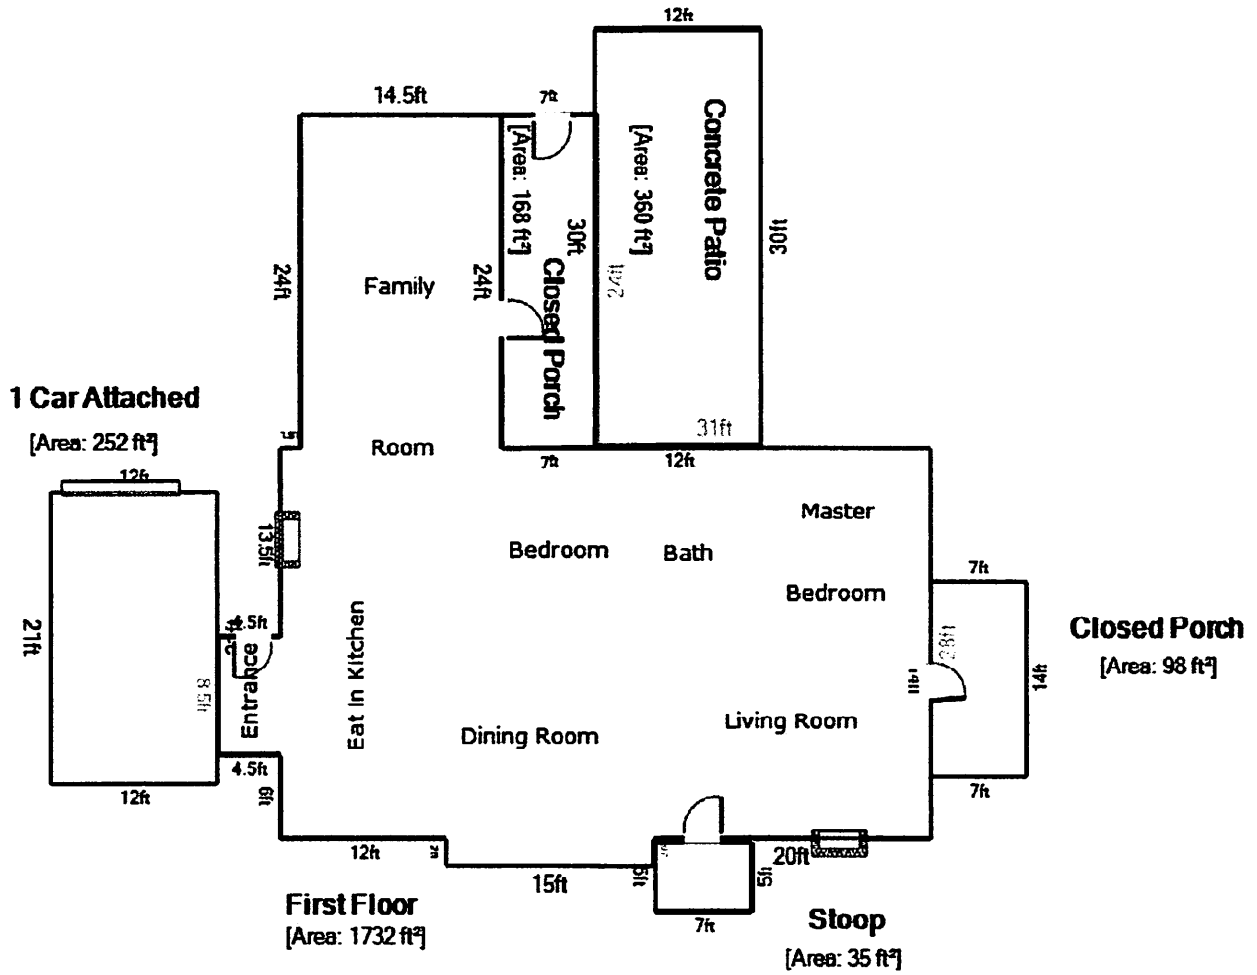 12ft
14.5ft
7ft
[Area: 168 ft²]
[Area: 360 ft²]
Concrete Patio
30ft
30ft
24ft
24ft
24ft
Family
Closed Porch
1 Car Attached
[Area: 252 ft²]
31ft
Room
7ft
12ft
12ft
Master
13.5ft
Bedroom
Bath
Bedroom
7ft
4.5ft
21ft
8.5ft
Entrance
Eat In Kitchen
28ft
14ft
14ft
Closed Porch
[Area: 98 ft²]
Dining Room
Living Room
4.5ft
6ft
12ft
7ft
12ft
15ft
5ft
20ft
7ft
First Floor
[Area: 1732 ft²]
Stoop
[Area: 35 ft²]